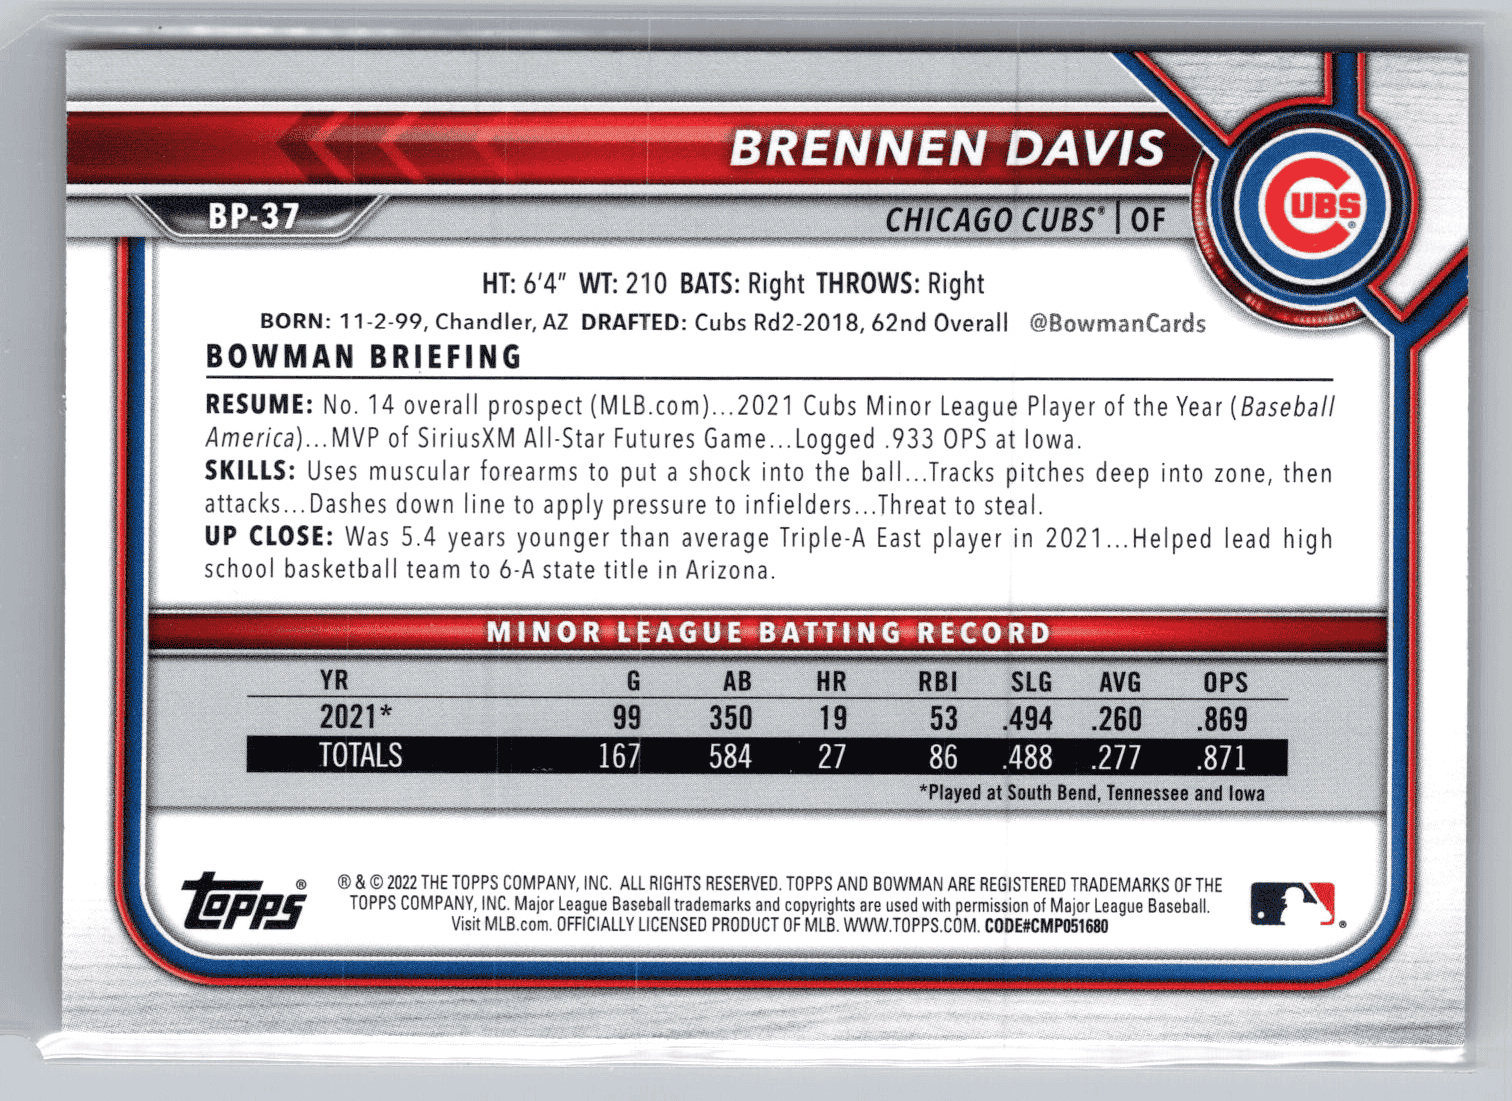 BRENNEN DAVIS
BP-37
CHICAGO CUBS® | OF
CUBS®
HT: 6'4" WT: 210 BATS: Right THROWS: Right
BORN: 11-2-99, Chandler, AZ DRAFTED: Cubs Rd2-2018, 62nd Overall @BowmanCards
BOWMAN BRIEFING
RESUME: No. 14 overall prospect (MLB.com)...2021 Cubs Minor League Player of the Year (Baseball
America)...MVP of SiriusXM All-Star Futures Game...Logged .933 OPS at Iowa.
SKILLS: Uses muscular forearms to put a shock into the ball...Tracks pitches deep into zone, then
attacks...Dashes down line to apply pressure to infielders...Threat to steal.
UP CLOSE: Was 5.4 years younger than average Triple-A East player in 2021...Helped lead high
school basketball team to 6-A state title in Arizona.
MINOR LEAGUE BATTING RECORD
YR G AB HR RBI SLG AVG OPS
2021* 99 350 19 53 .494 .260 .869
TOTALS 167 584 27 86 .488 .277 .871
*Played at South Bend, Tennessee and Iowa
TOPPS®
® & © 2022 THE TOPPS COMPANY, INC. ALL RIGHTS RESERVED. TOPPS AND BOWMAN ARE REGISTERED TRADEMARKS OF THE
TOPPS COMPANY, INC. Major League Baseball trademarks and copyrights are used with permission of Major League Baseball.
Visit MLB.com. OFFICIALLY LICENSED PRODUCT OF MLB. WWW.TOPPS.COM. CODE#CMP051680